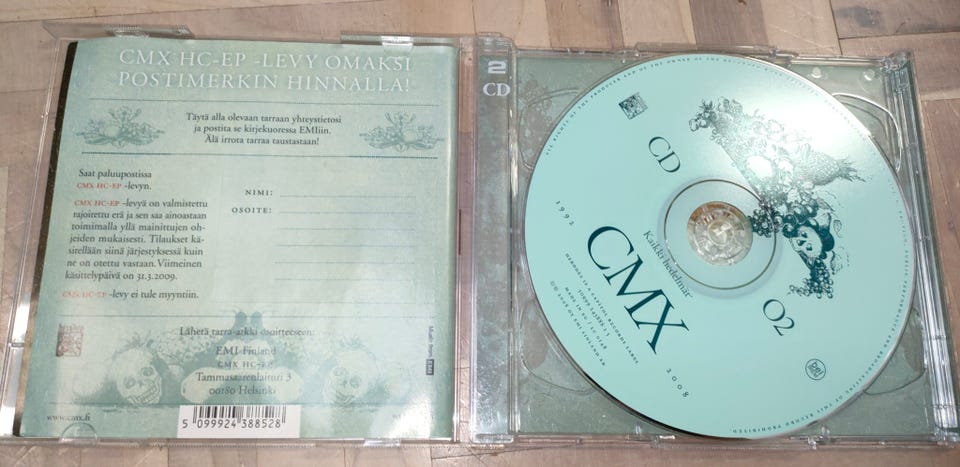 CMX HC-EP -LEVY OMAKSI
POSTIMERKIN HINNALLA!
Täytä alla olevaan tarraan yhteystietosi
ja postita se kirjekuoressa EMIiin.
Älä irrota tarraa taustastaan!
Saat paluupostissa
CMX HC-EP -levyn.
CMX HC-EP -levyä on valmistettu
rajoitettu erä ja sen saa ainoastaan
toimimalla yllä mainittujen oh-
jeiden mukaisesti. Tilaukset kä-
sitellään siinä järjestyksessä kuin
ne on otettu vastaan. Viimeinen
käsittelypäivä on 31.3.2009.
CMX HC-EP -levy ei tule myyntiin.
NIMI:
OSOITE:
Lähetä tarra-arkki osoitteeseen:
EMI Finland
CMX HC-EP
Tammasaarenlaituri 3
00180 Helsinki
www.cmx.fi
5 099924 388528
Music from EMI
2
CD
CD
O2
Kaikki hedelmät
CMX
1992
2008